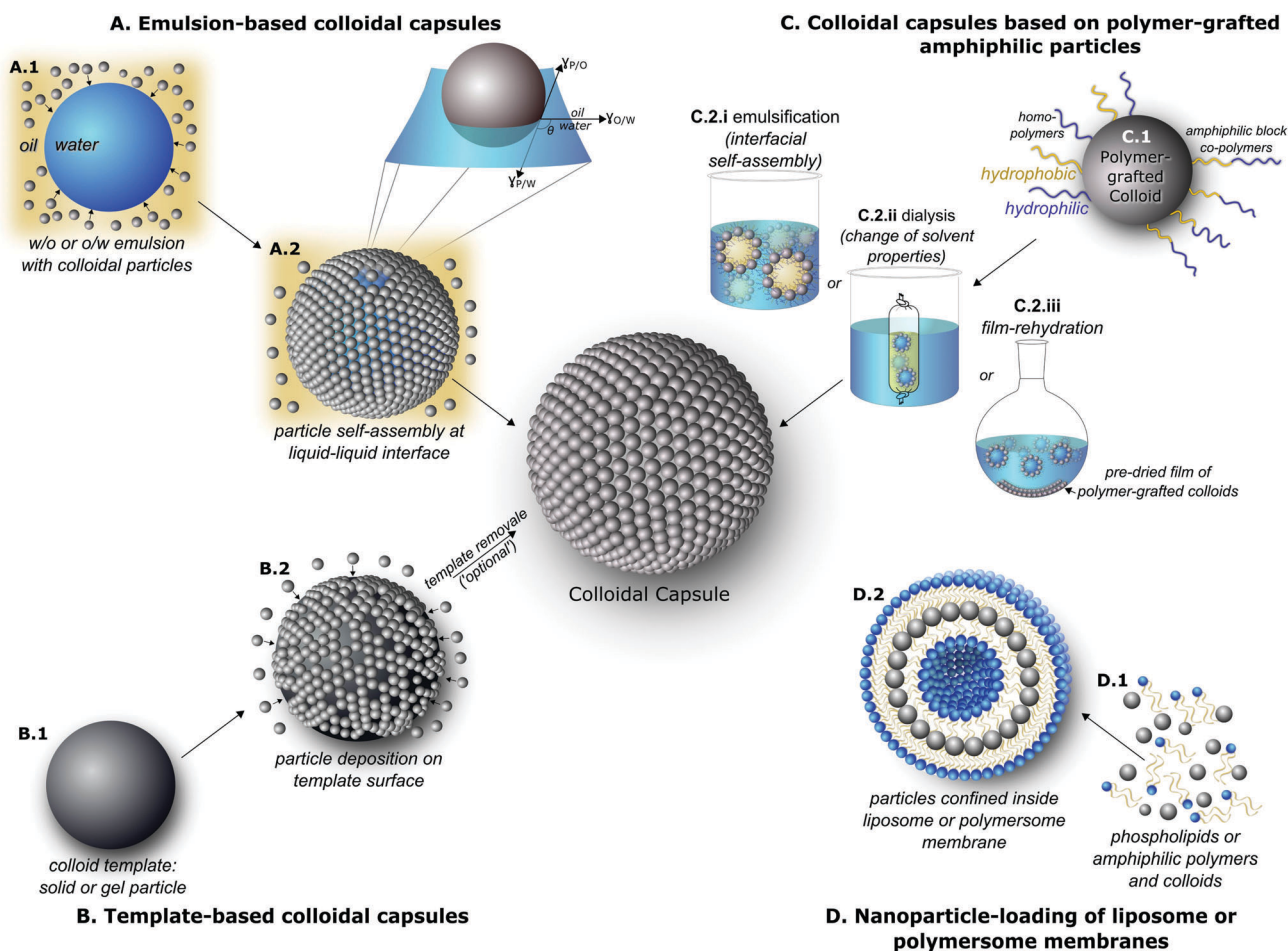 A. Emulsion-based colloidal capsules
A.1
oil water
w/o or o/w emulsion
with colloidal particles
γP/O
oil
water
θ
γO/W
γP/W
A.2
particle self-assembly at
liquid-liquid interface
C. Colloidal capsules based on polymer-grafted
amphiphilic particles
C.1
Polymer-
grafted
Colloid
homo-
polymers
amphiphilic block
co-polymers
hydrophobic
hydrophilic
C.2.i emulsification
(interfacial
self-assembly)
or
C.2.ii dialysis
(change of solvent
properties)
or
C.2.iii
film-rehydration
pre-dried film of
polymer-grafted colloids
Colloidal Capsule
template removale
('optional')
B.2
particle deposition on
template surface
B.1
colloid template:
solid or gel particle
B. Template-based colloidal capsules
D.2
particles confined inside
liposome or polymersome
membrane
D.1
phospholipids or
amphiphilic polymers
and colloids
D. Nanoparticle-loading of liposome or
polymersome membranes